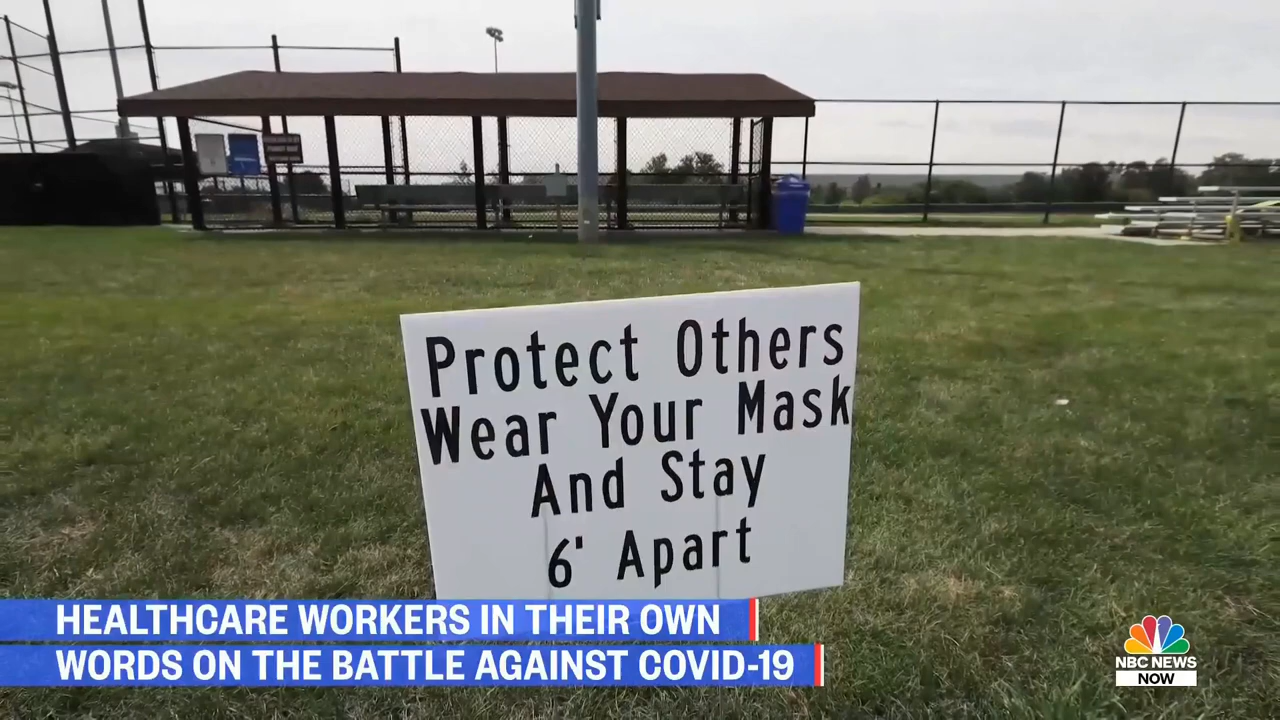 Protect Others
Wear Your Mask
And Stay
6' Apart
HEALTHCARE WORKERS IN THEIR OWN
WORDS ON THE BATTLE AGAINST COVID-19
NBC NEWS
NOW